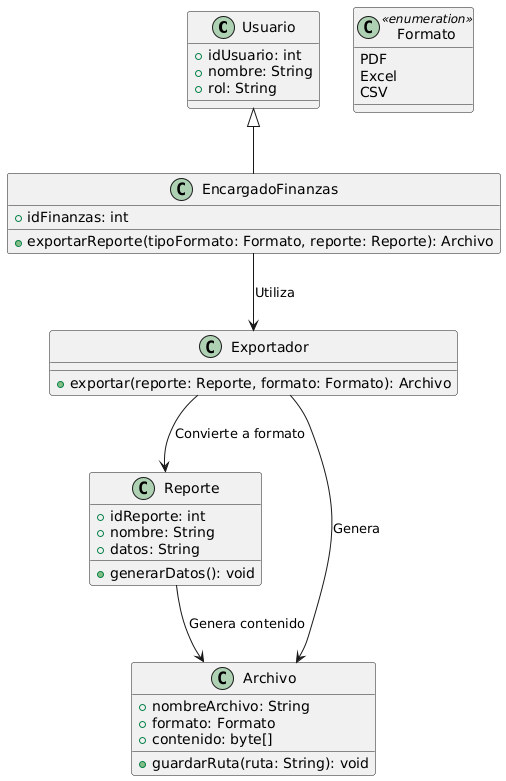 Usuario
+ idUsuario: int
+ nombre: String
+ rol: String
«enumeration»
Formato
PDF
Excel
CSV
EncargadoFinanzas
idFinanzas: int
exportarReporte(tipoFormato: Formato, reporte: Reporte): Archivo
Utiliza
Exportador
exportar(reporte: Reporte, formato: Formato): Archivo
Convierte a formato
Reporte
idReporte: int
nombre: String
datos: String
generarDatos(): void
Genera
Genera contenido
Archivo
nombreArchivo: String
formato: Formato
contenido: byte[]
guardarRuta(ruta: String): void